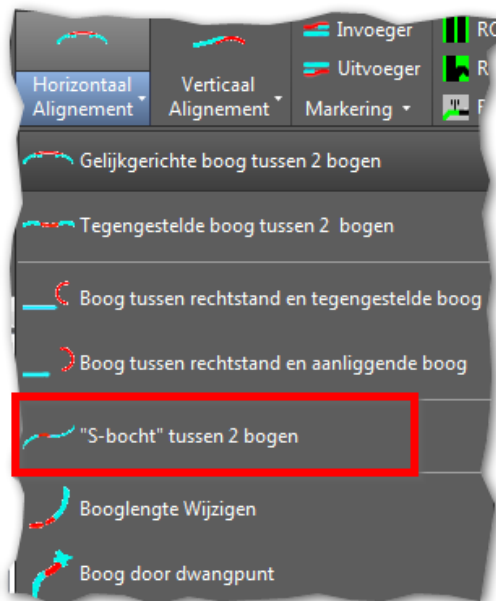 Invoeger
Uitvoeger
Horizontaal
Alignement
Verticaal
Alignement
Markering
Gelijkgerichte boog tussen 2 bogen
Tegengestelde boog tussen 2 bogen
Boog tussen rechtstand en tegengestelde boog
Boog tussen rechtstand en aanliggende boog
"S-bocht" tussen 2 bogen
Booglengte Wijzigen
Boog door dwangpunt